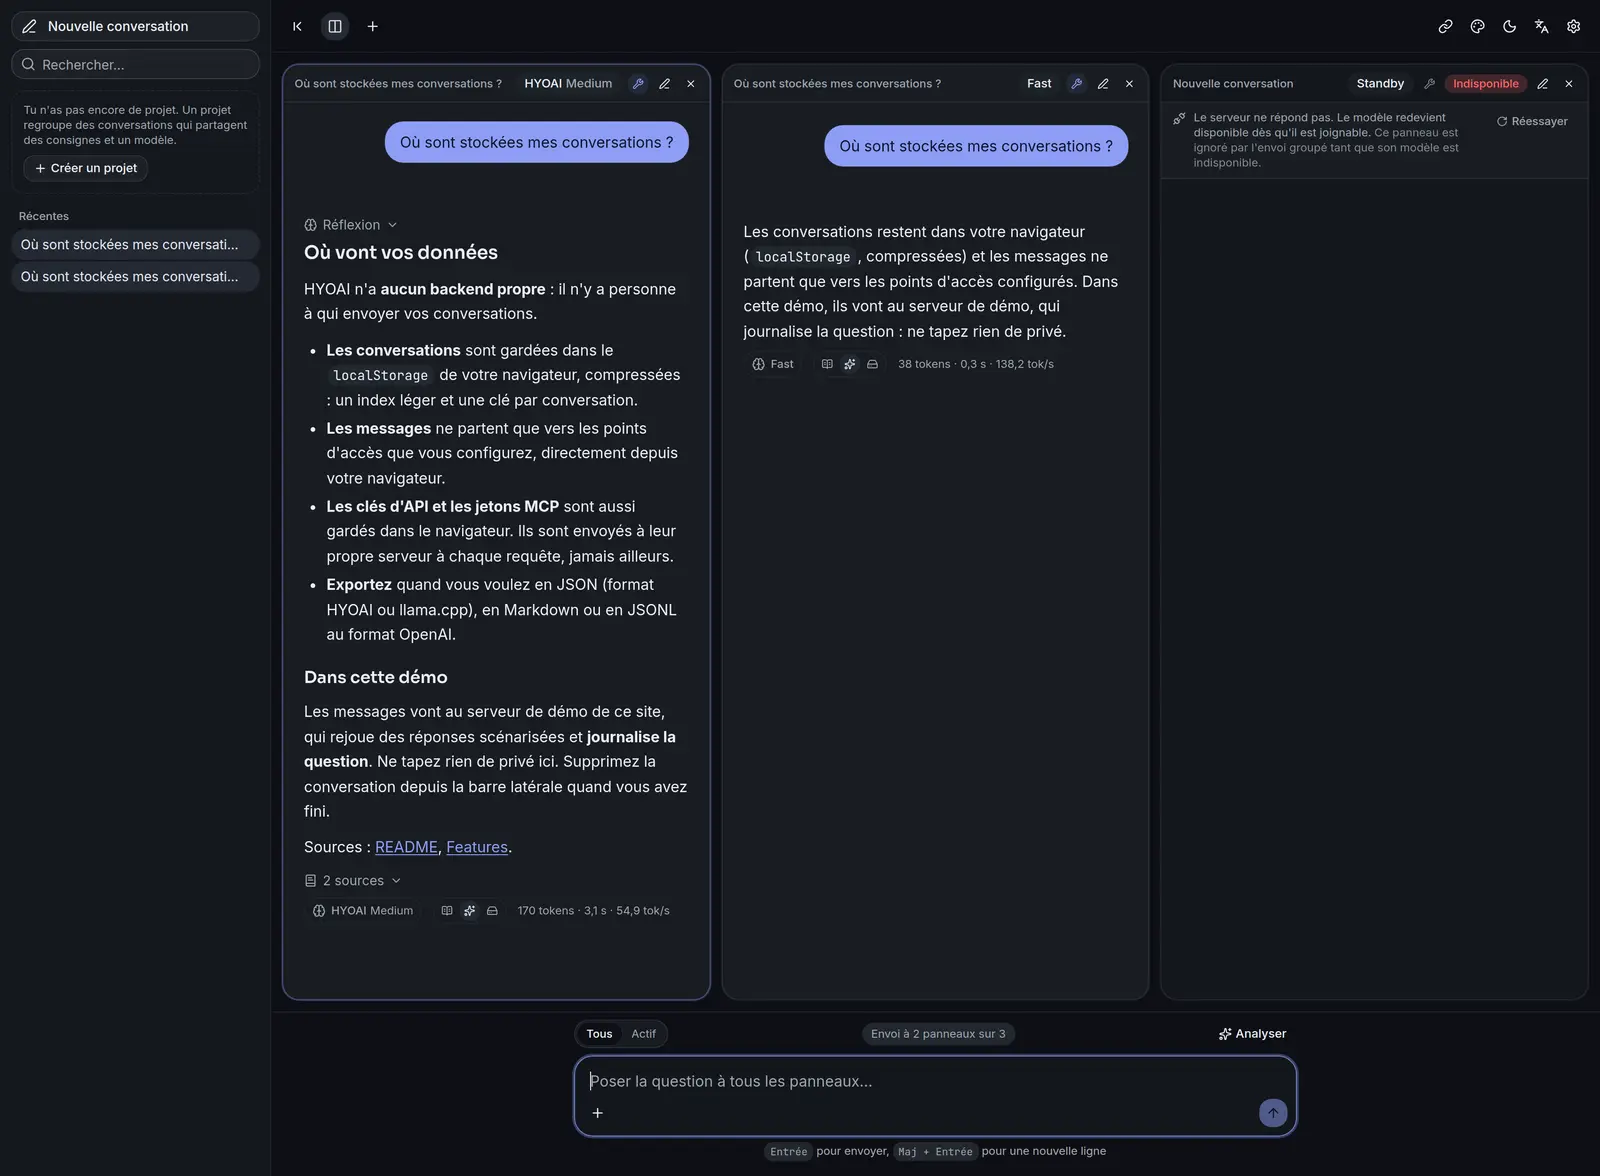 Nouvelle conversation
Rechercher...
Tu n'as pas encore de projet. Un projet
regroupe des conversations qui partagent
des consignes et un modèle.
+ Créer un projet
Récentes
Où sont stockées mes conversati...
Où sont stockées mes conversati...
Où sont stockées mes conversations ?
HYOAI Medium
Où sont stockées mes conversations ?
Réflexion
Où vont vos données
HYOAI n'a aucun backend propre : il n'y a personne
à qui envoyer vos conversations.
• Les conversations sont gardées dans le
localStorage de votre navigateur, compressées
: un index léger et une clé par conversation.
• Les messages ne partent que vers les points
d'accès que vous configurez, directement depuis
votre navigateur.
• Les clés d'API et les jetons MCP sont aussi
gardés dans le navigateur. Ils sont envoyés à leur
propre serveur à chaque requête, jamais ailleurs.
• Exportez quand vous voulez en JSON (format
HYOAI ou llama.cpp), en Markdown ou en JSONL
au format OpenAI.
Dans cette démo
Les messages vont au serveur de démo de ce site,
qui rejoue des réponses scénarisées et journalise la
question. Ne tapez rien de privé ici. Supprimez la
conversation depuis la barre latérale quand vous avez
fini.
Sources : README, Features.
2 sources
HYOAI Medium
170 tokens · 3,1 s · 54,9 tok/s
Où sont stockées mes conversations ?
Fast
Où sont stockées mes conversations ?
Les conversations restent dans votre navigateur
( localStorage , compressées) et les messages ne
partent que vers les points d'accès configurés. Dans
cette démo, ils vont au serveur de démo, qui
journalise la question : ne tapez rien de privé.
Fast
38 tokens · 0,3 s · 138,2 tok/s
Nouvelle conversation
Standby
Indisponible
Le serveur ne répond pas. Le modèle redevient
disponible dès qu'il est joignable. Ce panneau est
ignoré par l'envoi groupé tant que son modèle est
indisponible.
Réessayer
Tous
Actif
Envoi à 2 panneaux sur 3
Analyser
Poser la question à tous les panneaux...
Entrée pour envoyer, Maj + Entrée pour une nouvelle ligne